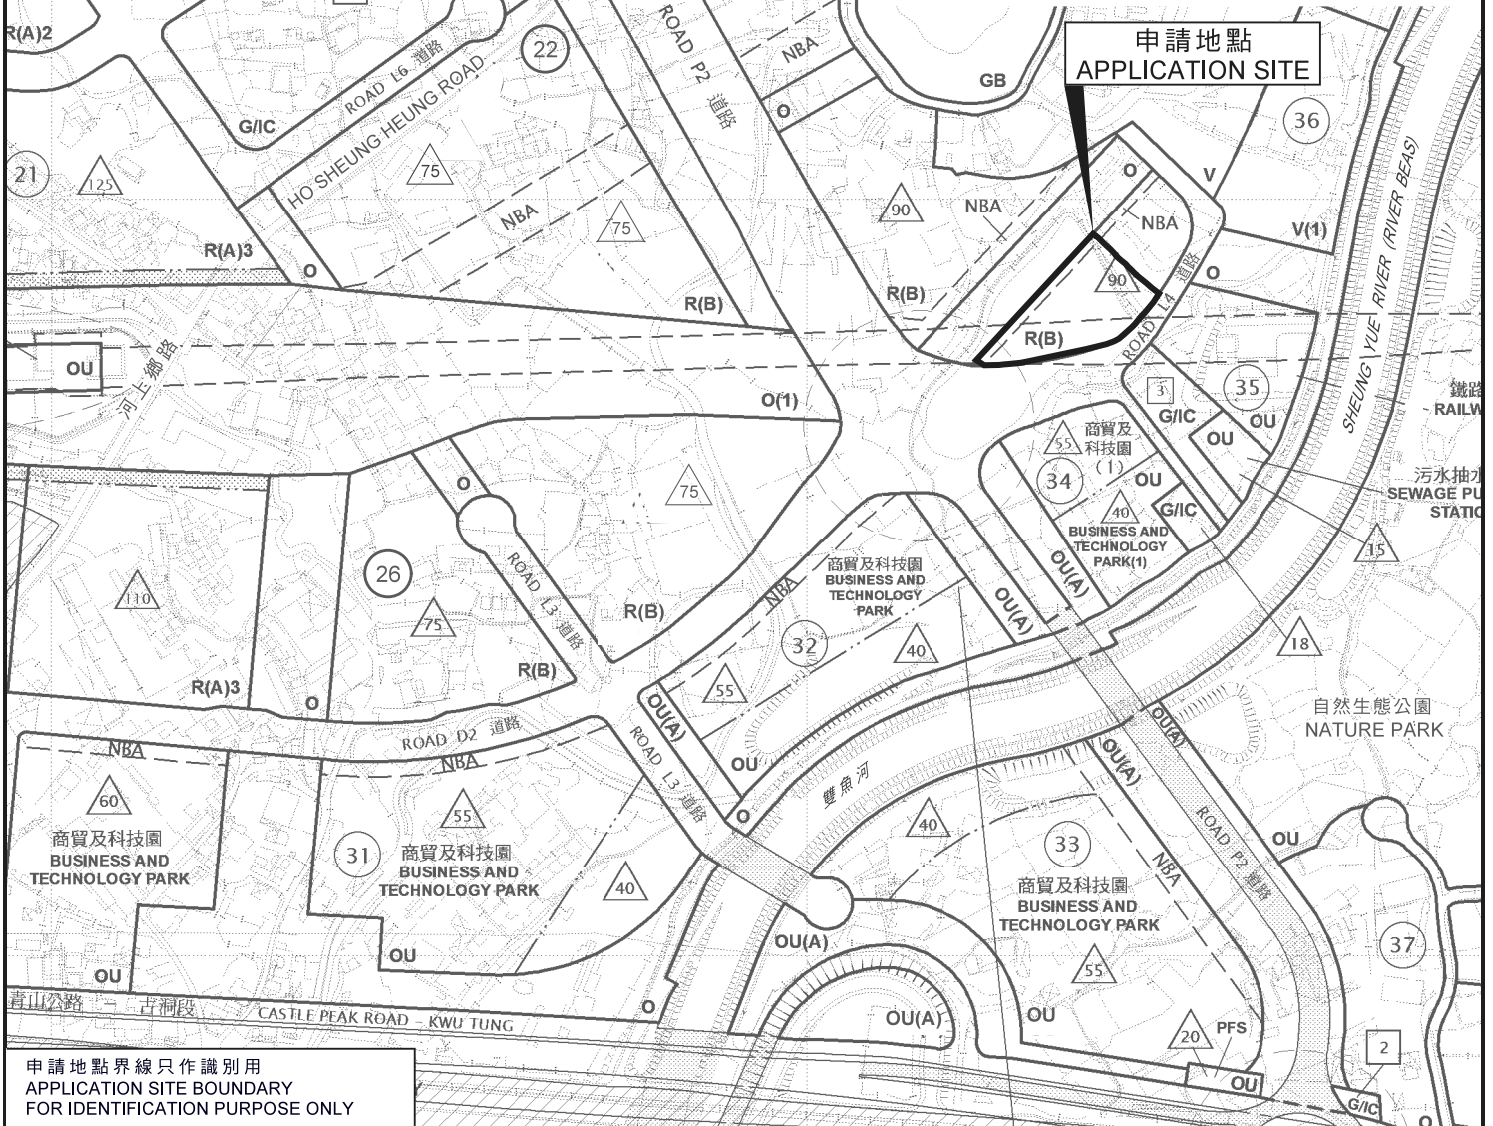 R(A)2
22
ROAD L6 道路
HO SHEUNG HEUNG ROAD
G/IC
ROAD P2 道路
NBA
O
GB
申請地點
APPLICATION SITE
36
21
125
75
NBA
75
R(A)3
O
R(B)
90
NBA
O
NBA
V
V(1)
O
SHEUNG YUE RIVER (RIVER BEAS)
R(B)
90
R(B)
ROAD L4 道路
OU
河上鄉路
O(1)
3
G/IC
35
OU
OU
鐵路
RAILW
55
商貿及
科技園
(1)
34
OU
40
G/IC
BUSINESS AND
TECHNOLOGY
PARK(1)
污水抽水
SEWAGE PU
STATIO
15
O
75
26
110
75
ROAD L3 道路
R(B)
R(B)
NBA
商貿及科技園
BUSINESS AND
TECHNOLOGY
PARK
32
40
55
OU(A)
OU(A)
18
自然生態公園
NATURE PARK
R(A)3
O
ROAD D2 道路
NBA
NBA
OU(A)
ROAD L3 道路
OU
O
雙魚河
OU(A)
OU(A)
ROAD P2 道路
60
商貿及科技園
BUSINESS AND
TECHNOLOGY PARK
55
31
商貿及科技園
BUSINESS AND
TECHNOLOGY PARK
40
40
33
NBA
OU
商貿及科技園
BUSINESS AND
TECHNOLOGY PARK
55
37
OU
OU
OU(A)
OU(A)
OU
青山公路 - 古洞段
CASTLE PEAK ROAD - KWU TUNG
O
20
PFS
OU
2
G/IC
O
申請地點界線只作識別用
APPLICATION SITE BOUNDARY
FOR IDENTIFICATION PURPOSE ONLY